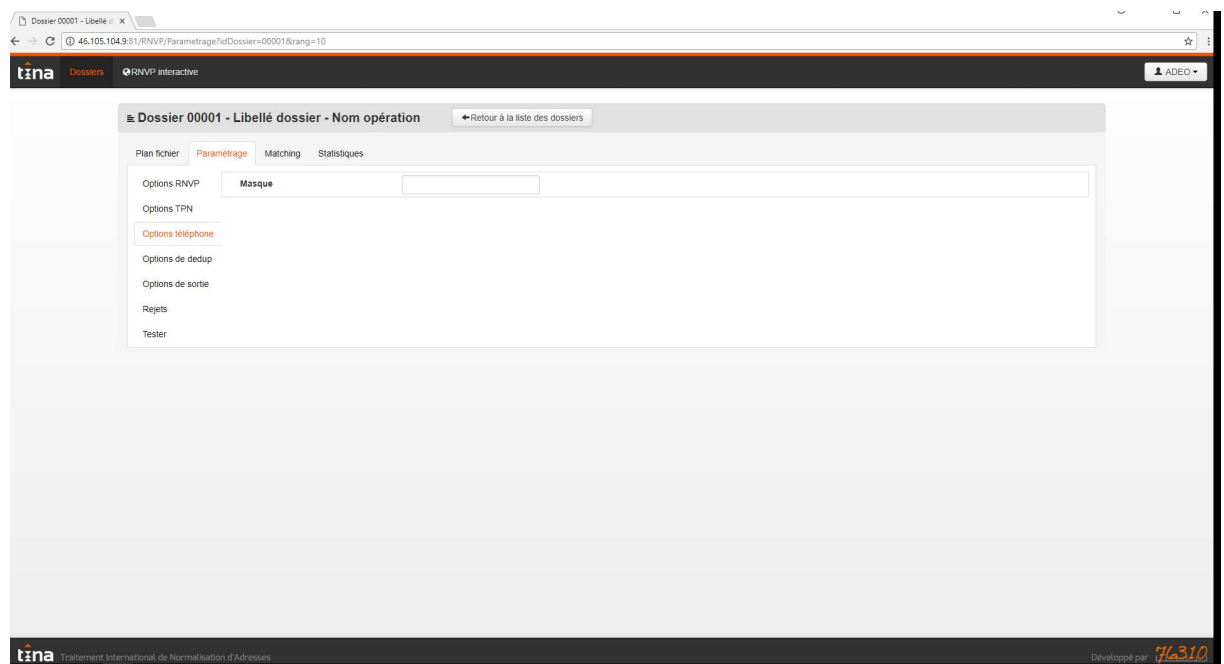 Dossier 00001 - Libellé d
46.105.104.9:81/RNVP/Parametrage?idDossier=00001&rang=10
tina Dossiers RNVP interactive ADEO
Dossier 00001 - Libellé dossier - Nom opération Retour à la liste des dossiers
Plan fichier Paramétrage Matching Statistiques
Options RNVP Masque
Options TPN
Options téléphone
Options de dedup
Options de sortie
Rejets
Tester
tina Traitement International de Normalisation d'Adresses Développé par